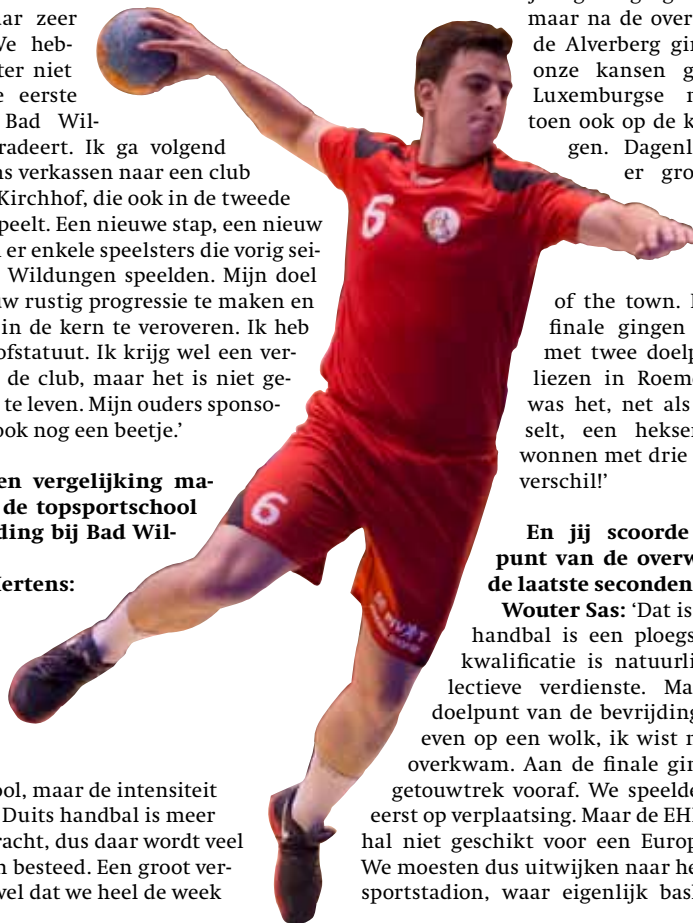 ar zeer
We heb-
ter niet
e eerste
Bad Wil-
radeert. Ik ga volgend
ns verkassen naar een club
Kirchhof, die ook in de tweede
speelt. Een nieuwe stap, een nieuw
er enkele speelsters die vorig sei-
Wildungen speelden. Mijn doel
uw rustig progressie te maken en
in de kern te veroveren. Ik heb
ofstatuut. Ik krijg wel een ver-
de club, maar het is niet ge-
te leven. Mijn ouders sponso-
ook nog een beetje.’
en vergelijking ma-
de topsportschool
ding bij Bad Wil-
Mertens:
ool, maar de intensiteit
Duits handbal is meer
racht, dus daar wordt veel
n besteed. Een groot ver-
wel dat we heel de week
maar na de over
de Alverberg gin
onze kansen g
Luxemburgse
toen ook op de k
gen. Dagenl
er gro
of the town.
finale gingen
met twee doelp
liezen in Roem
was het, net als
selt, een heksen
wonnen met drie
verschil!’
En jij scoorde
punt van de overw
de laatste seconden
Wouter Sas: ‘Dat is
handbal is een ploegs
kwalificatie is natuurli
lectieve verdienste. Ma
doelpunt van de bevrijding
even op een wolk, ik wist
overkwam. Aan de finale gin
getouwtrek vooraf. We speelde
eerst op verplaatsing. Maar de EH
hal niet geschikt voor een Europ
We moesten dus uitwijken naar he
sportstadion, waar eigenlijk bas
6
6